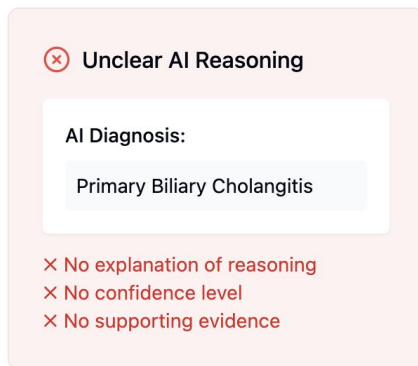 Unclear AI Reasoning
AI Diagnosis:
Primary Biliary Cholangitis
✕ No explanation of reasoning
✕ No confidence level
✕ No supporting evidence